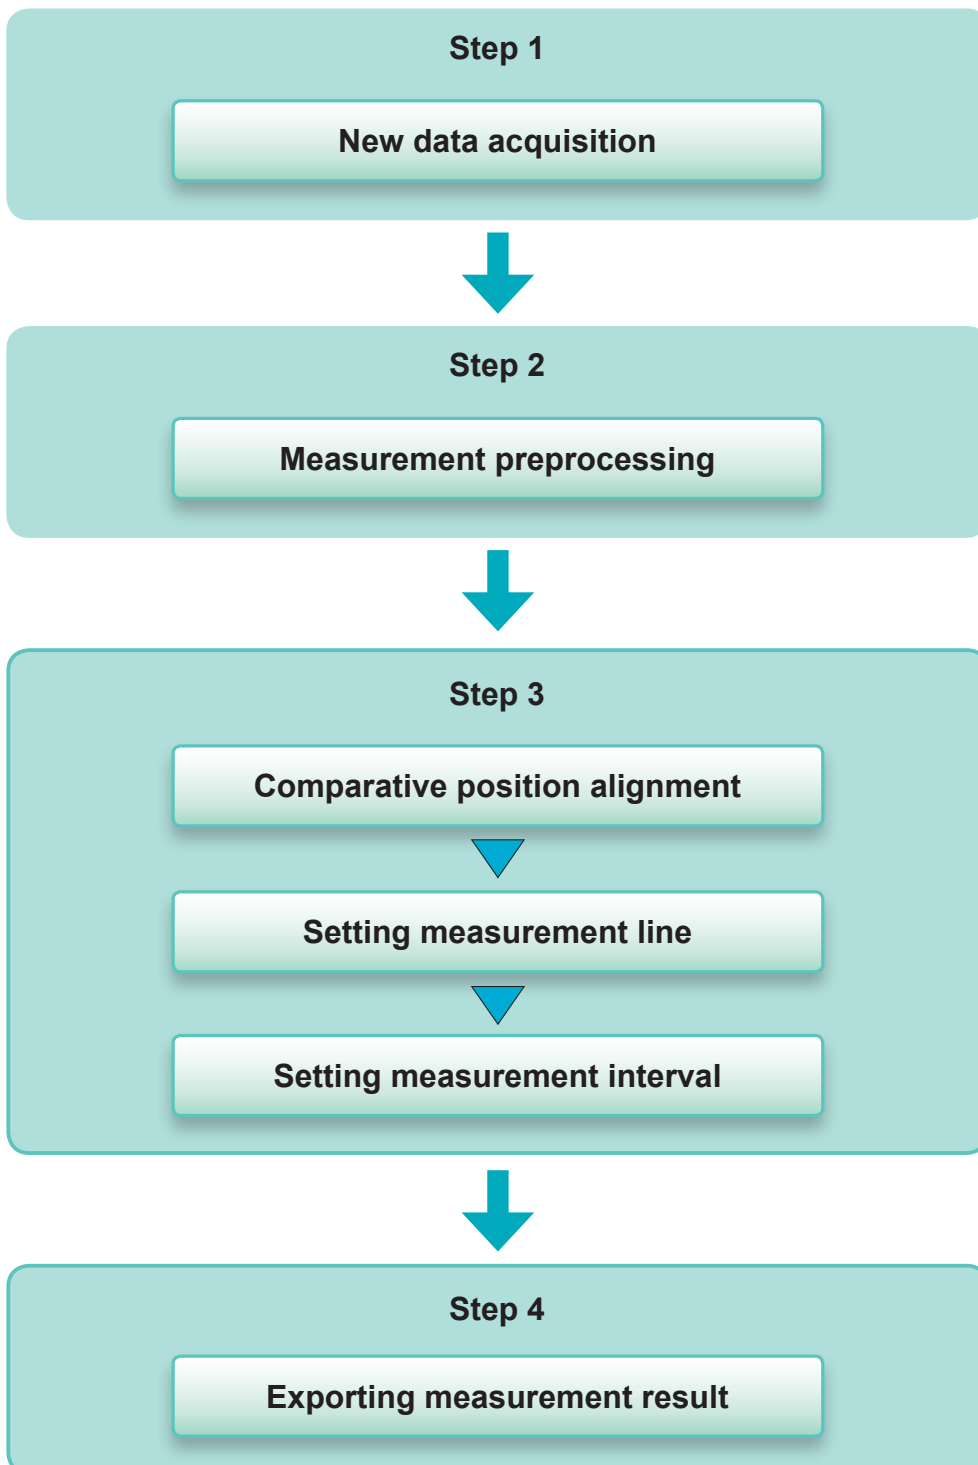 Step 1
New data acquisition
Step 2
Measurement preprocessing
Step 3
Comparative position alignment
Setting measurement line
Setting measurement interval
Step 4
Exporting measurement result